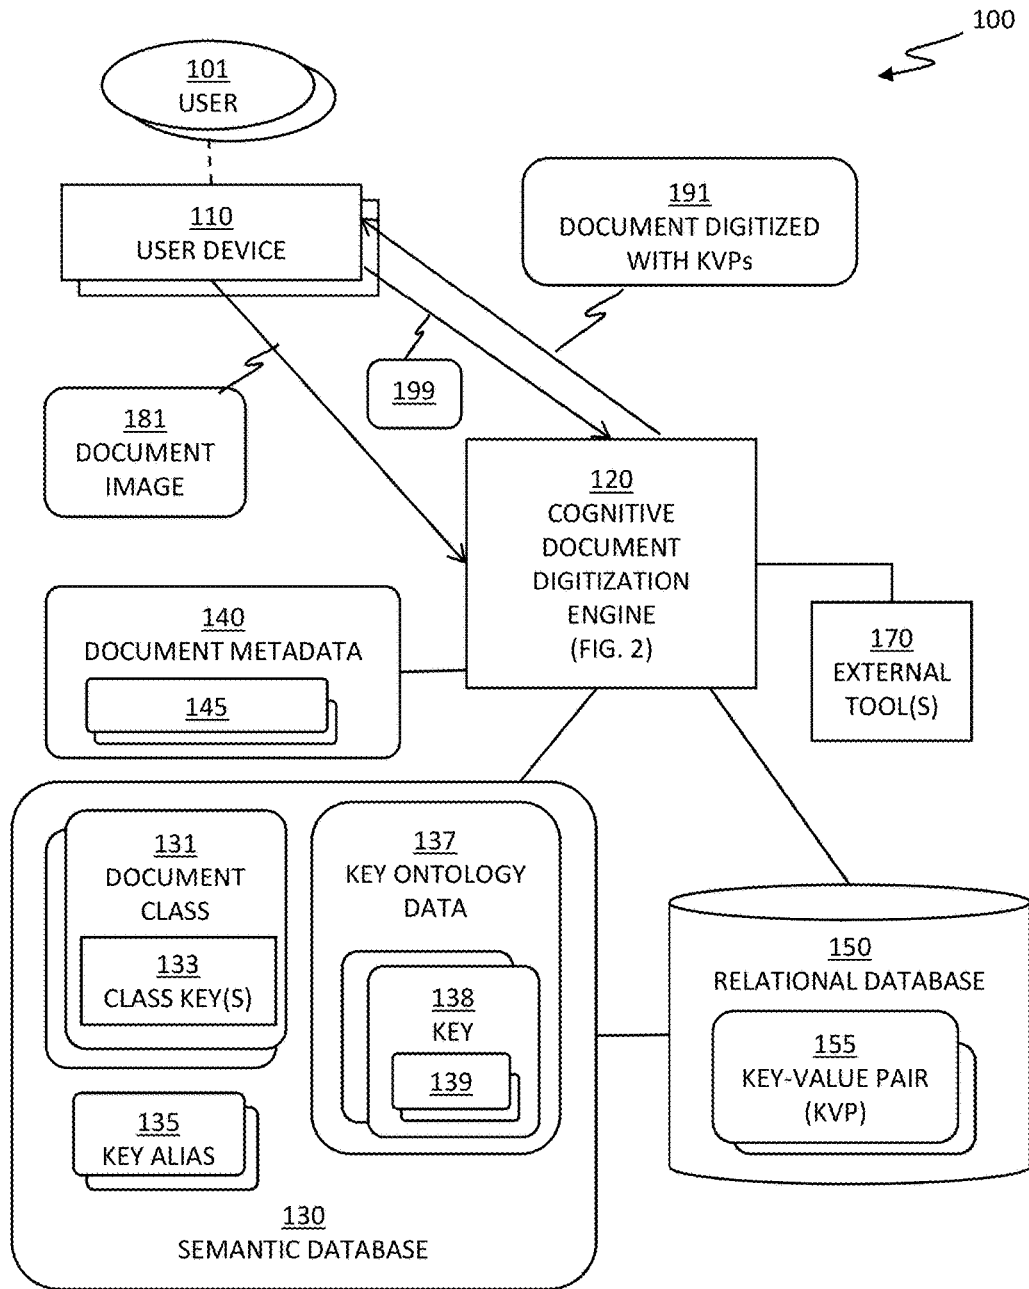 100
101
USER
110
USER DEVICE
191
DOCUMENT DIGITIZED
WITH KVPs
199
181
DOCUMENT
IMAGE
120
COGNITIVE
DOCUMENT
DIGITIZATION
ENGINE
(FIG. 2)
140
DOCUMENT METADATA
145
170
EXTERNAL
TOOL(S)
131
DOCUMENT
CLASS
133
CLASS KEY(S)
137
KEY ONTOLOGY
DATA
138
KEY
139
135
KEY ALIAS
130
SEMANTIC DATABASE
150
RELATIONAL DATABASE
155
KEY-VALUE PAIR
(KVP)